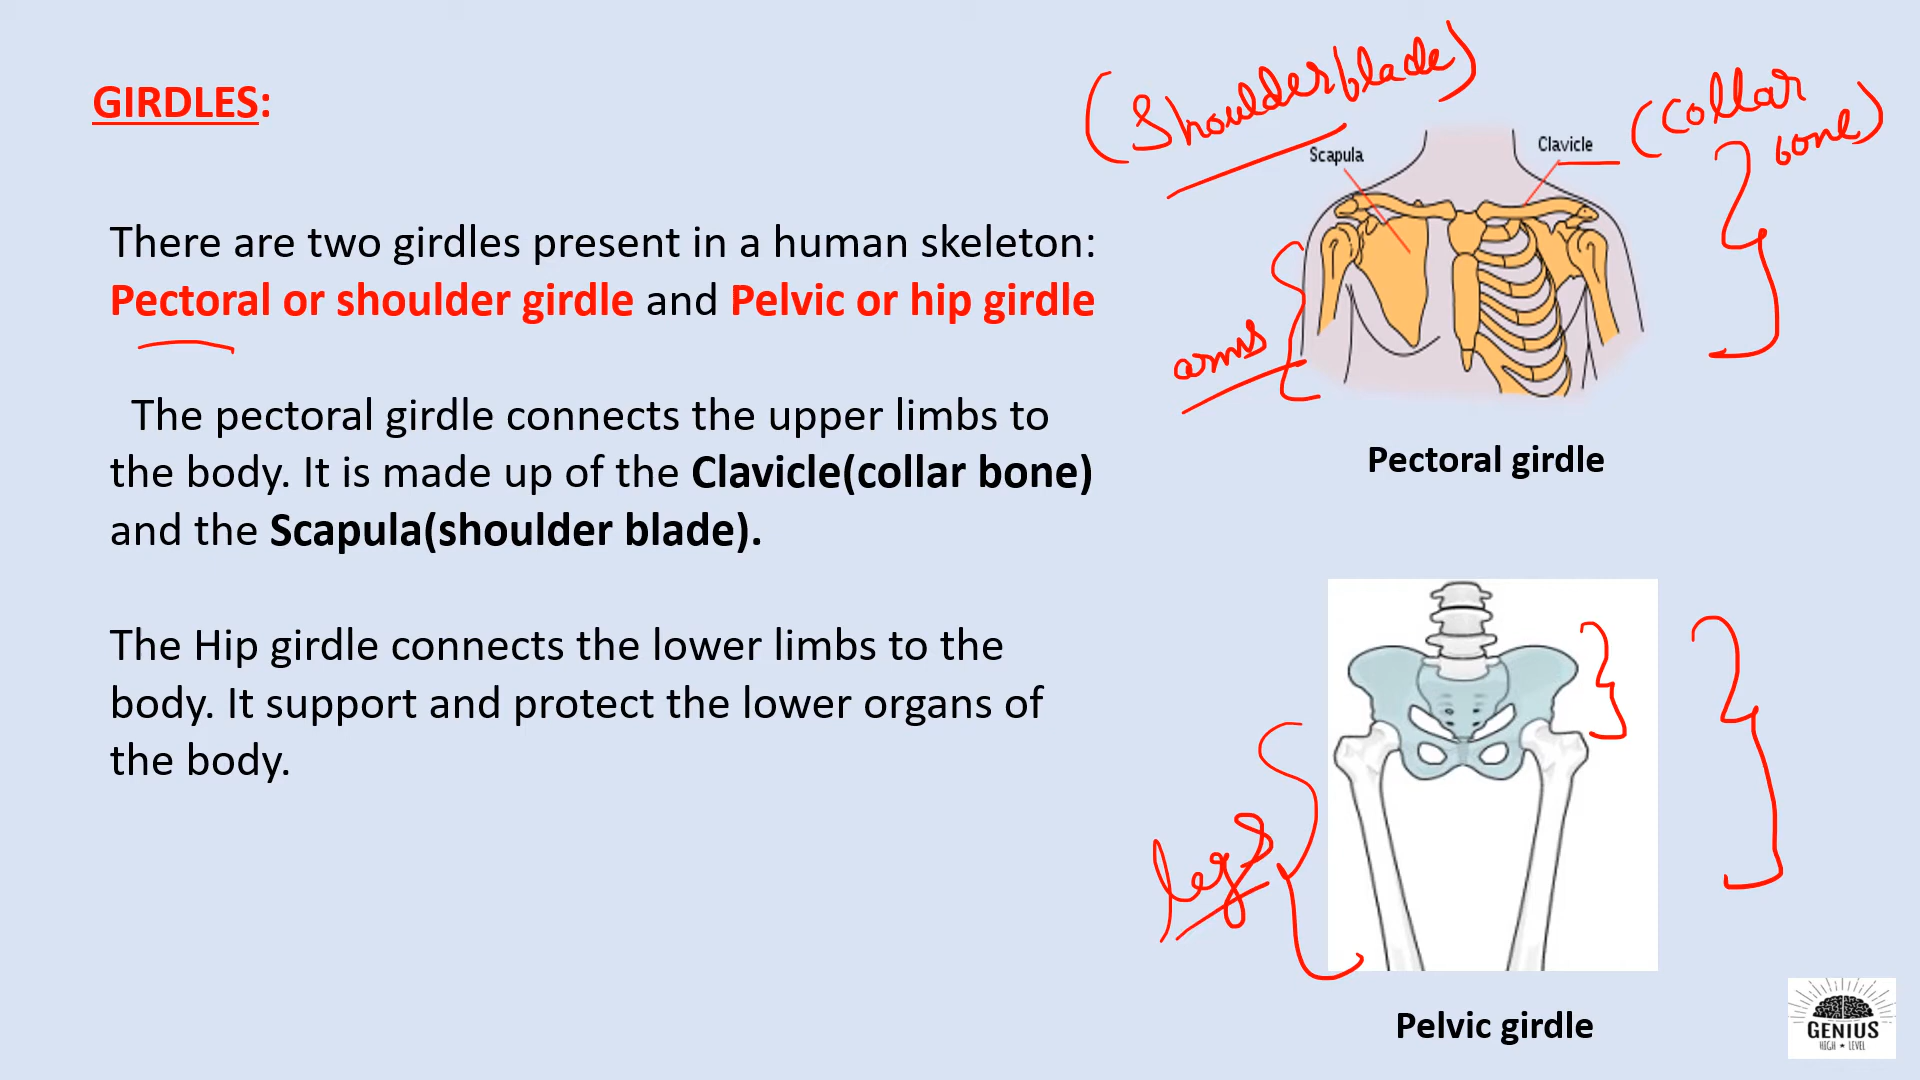 GIRDLES:
There are two girdles present in a human skeleton:
Pectoral or shoulder girdle and Pelvic or hip girdle
The pectoral girdle connects the upper limbs to
the body. It is made up of the Clavicle(collar bone)
and the Scapula(shoulder blade).
The Hip girdle connects the lower limbs to the
body. It support and protect the lower organs of
the body.
(Shoulder blade)
(Collar
bone)
Scapula
Clavicle
arms
Pectoral girdle
legs
Pelvic girdle
GENIUS
HIGH ★ LEVEL